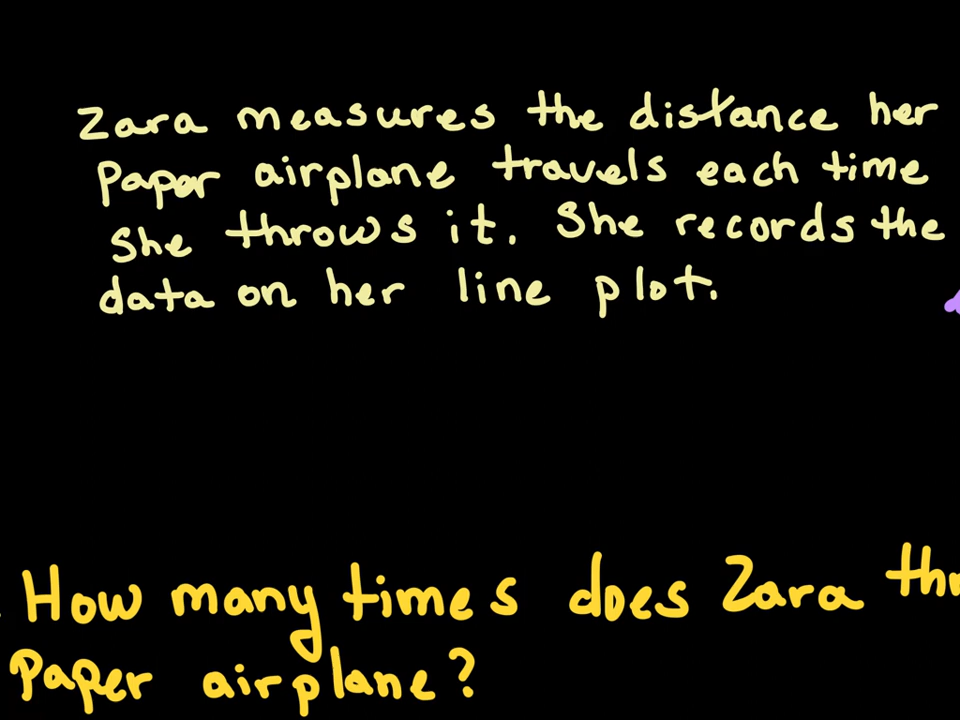 Zara measures the distance her
Paper airplane travels each time
she throws it. She records the
data on her line plot.
How many times does Zara thr
Paper airplane?